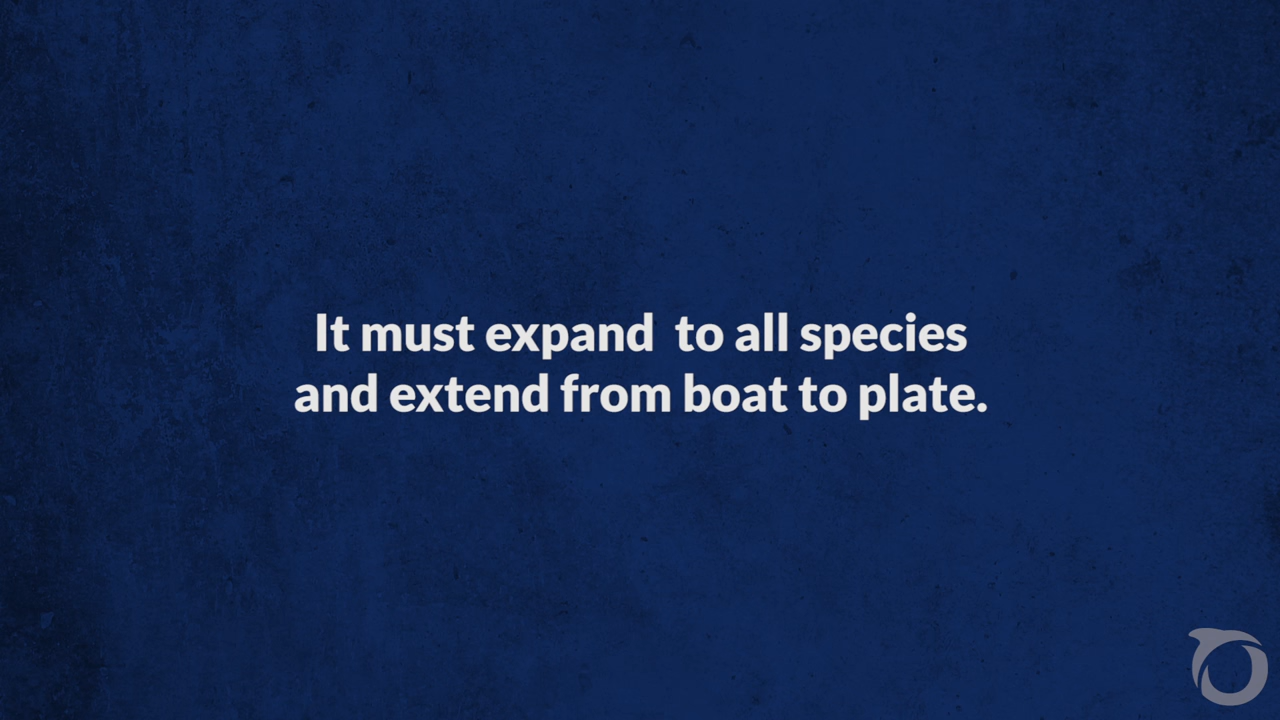 It must expand  to all species
and extend from boat to plate.